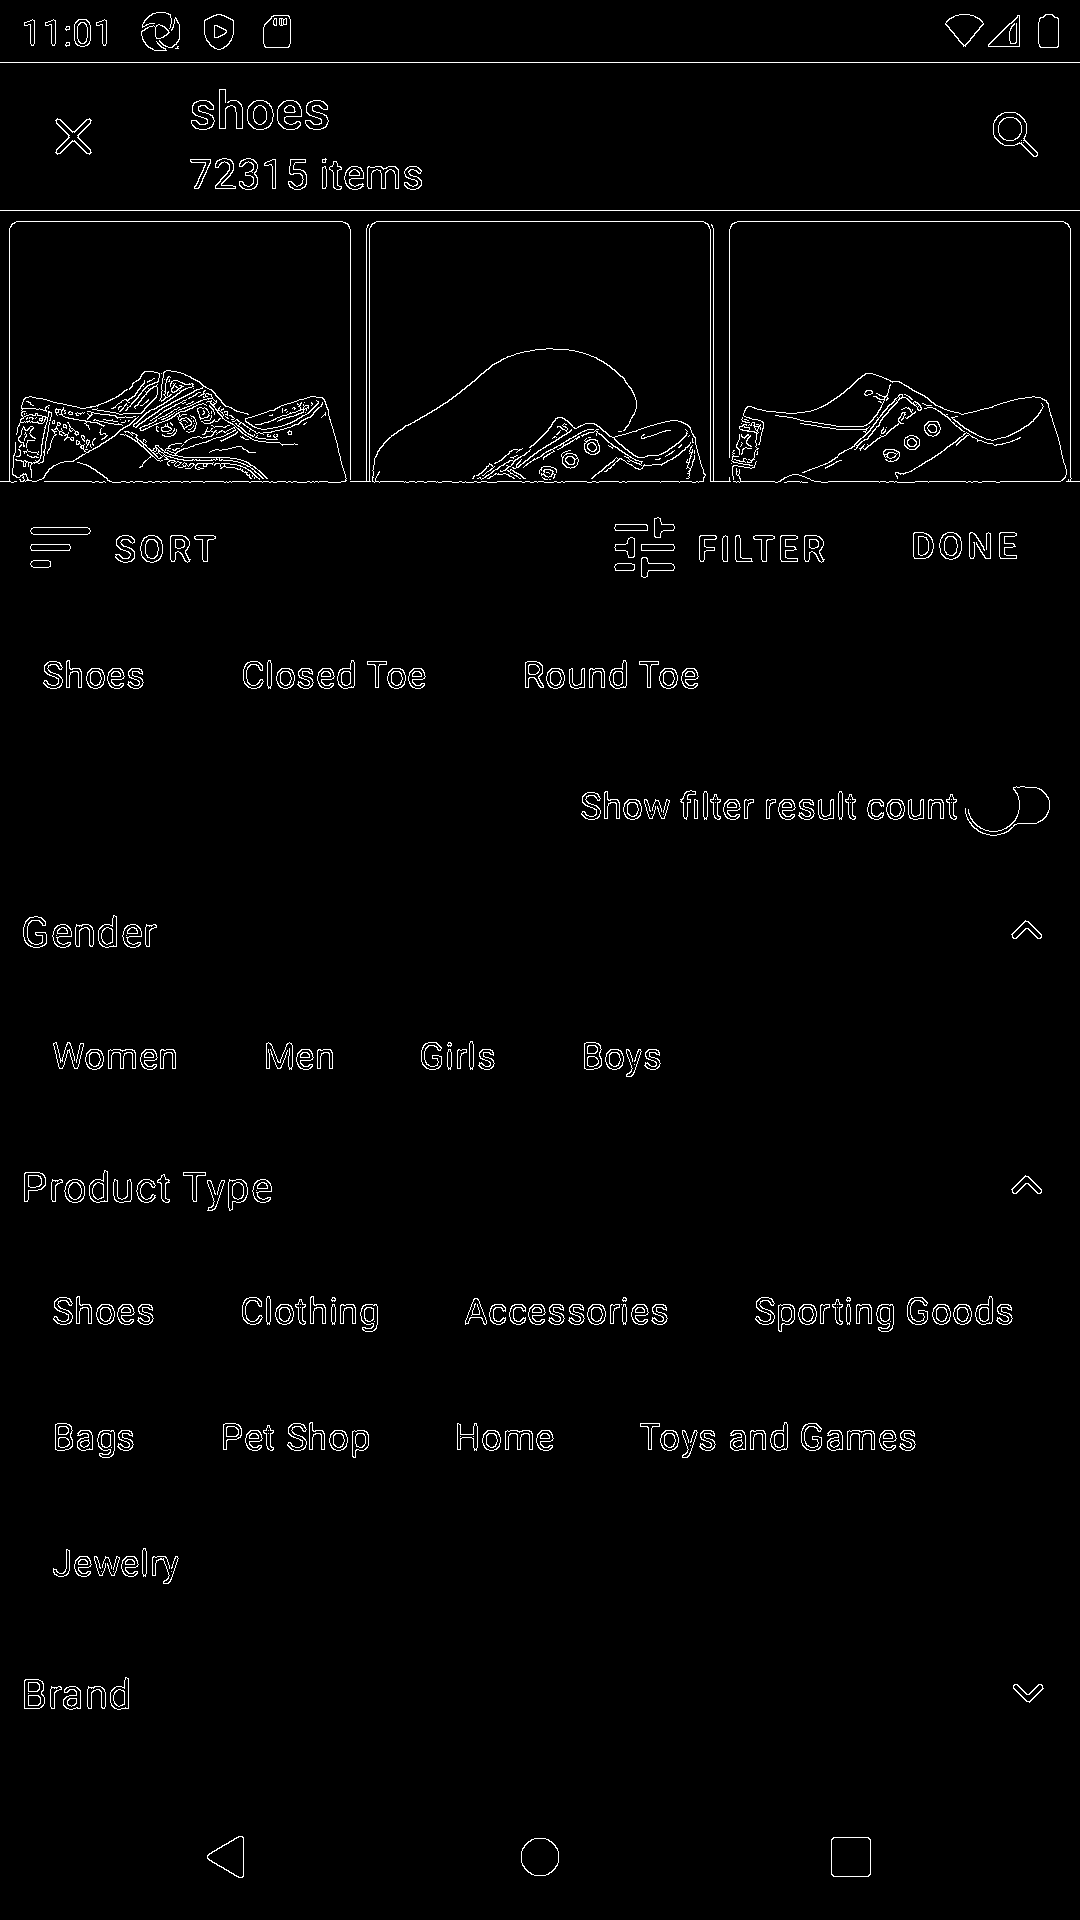 11:01
shoes
72315 items
SORT FILTER DONE
Shoes Closed Toe Round Toe
Show filter result count
Gender
Women Men Girls Boys
Product Type
Shoes Clothing Accessories Sporting Goods
Bags Pet Shop Home Toys and Games
Jewelry
Brand